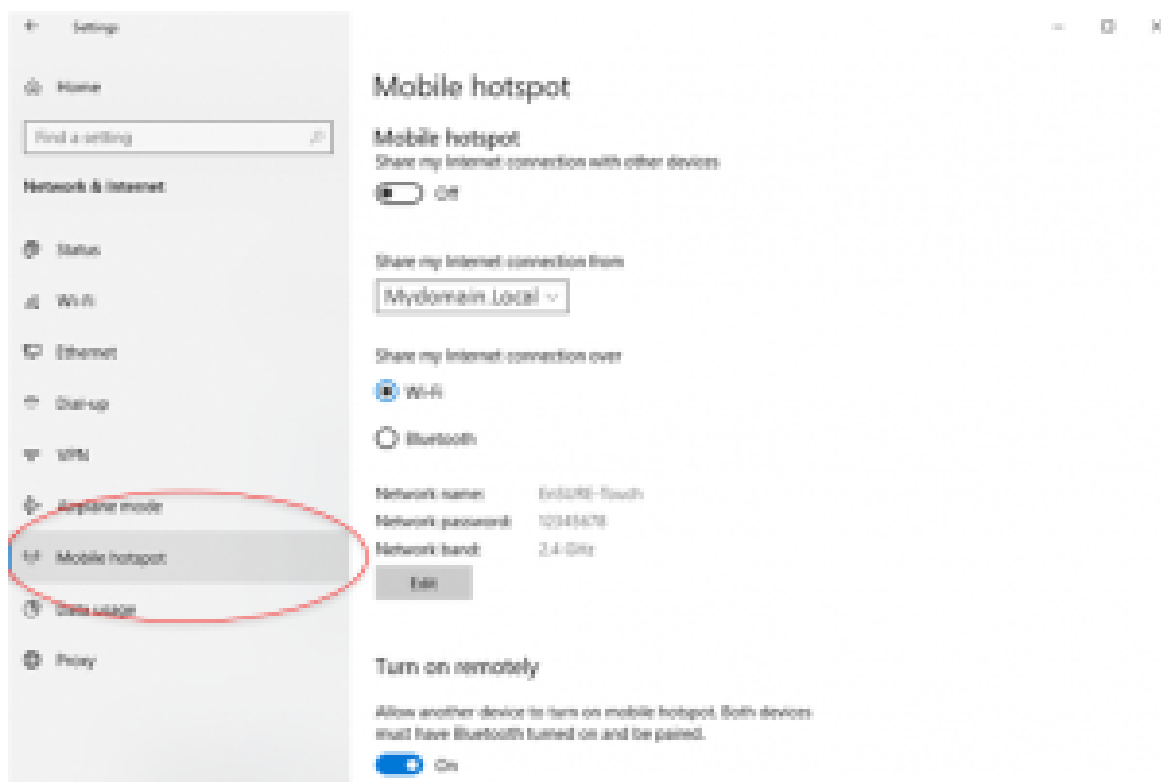 Settings
Home
Find a setting
Network & Internet
Status
Wi-Fi
Ethernet
Dial-up
VPN
Airplane mode
Mobile hotspot
Data usage
Proxy
Mobile hotspot
Mobile hotspot
Share my Internet connection with other devices
Off
Share my Internet connection from
Mydomain.Local
Share my Internet connection over
Wi-Fi
Bluetooth
Network name:
Network password: 12345678
Network band: 2.4 GHz
Edit
Turn on remotely
Allow another device to turn on mobile hotspot. Both devices
must have Bluetooth turned on and be paired.
On